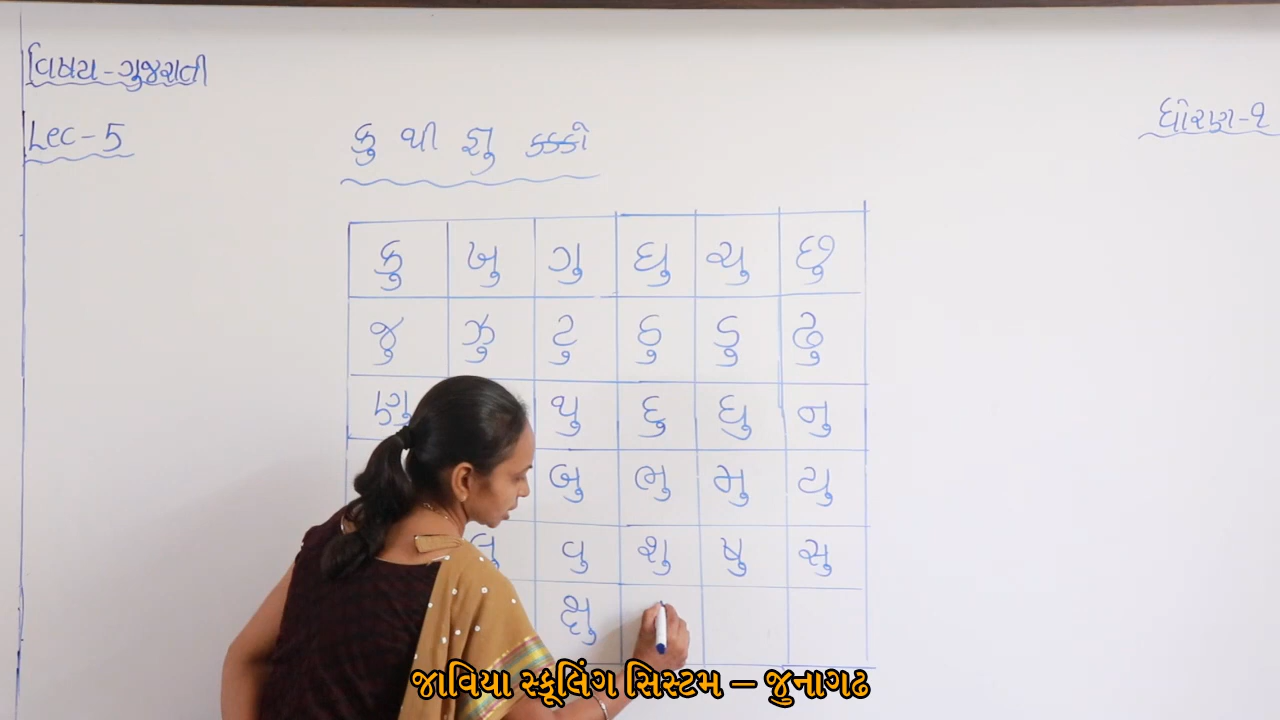 વિષય - ગુજરાતી
ધોરણ - ૧
Lec - 5
કુ થી જ્ઞુ કક્કો
કુ ખુ ગુ ઘુ ચુ છુ
જુ ઝુ ટુ ઠુ ડુ ઢુ
ણુ થુ દુ ધુ નુ
બુ ભુ મુ યુ
લુ વુ શુ ષુ સુ
ક્ષુ
જાવિયા સ્કૂલિંગ સિસ્ટમ – જુનાગઢ